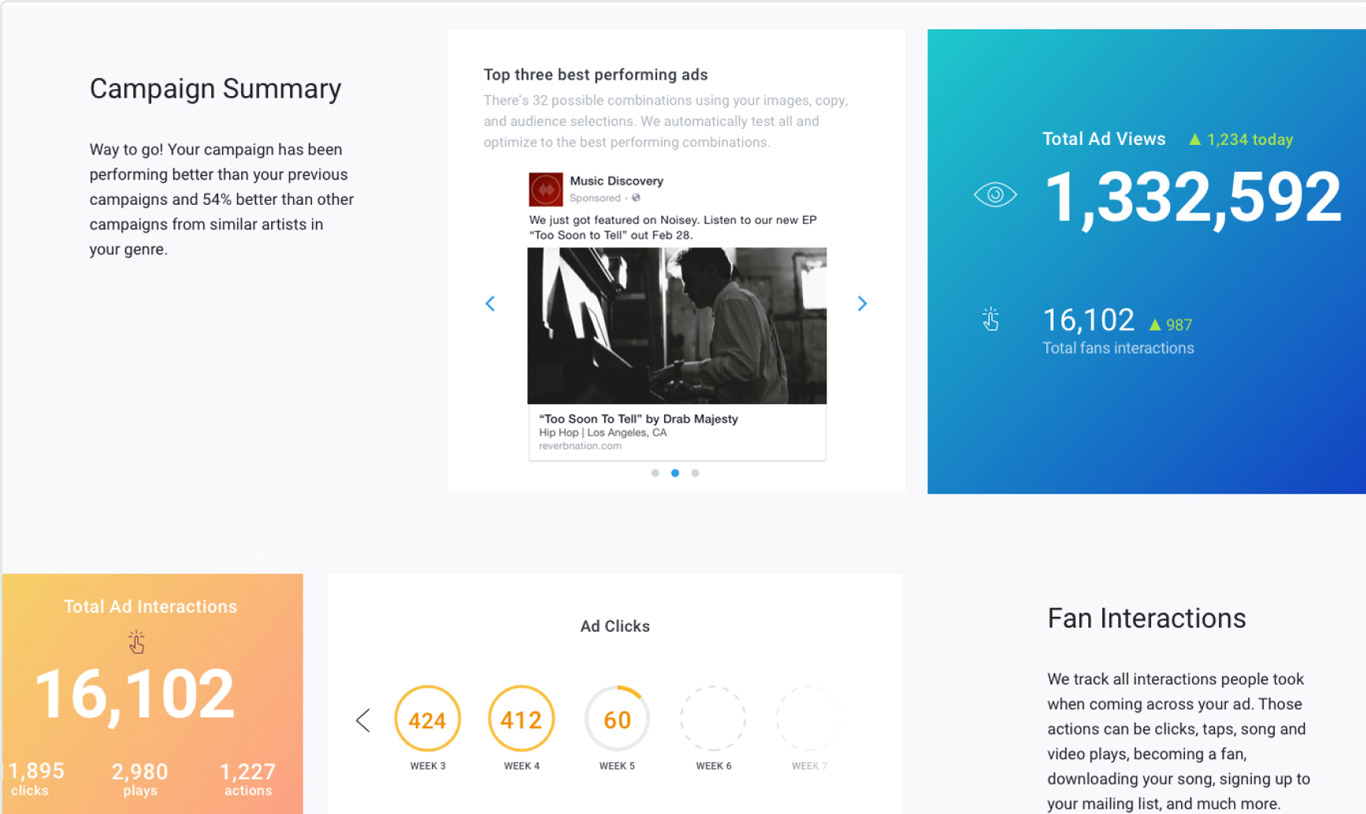 Campaign Summary
Way to go! Your campaign has been
performing better than your previous
campaigns and 54% better than other
campaigns from similar artists in
your genre.
Top three best performing ads
There's 32 possible combinations using your images, copy,
and audience selections. We automatically test all and
optimize to the best performing combinations.
Music Discovery
Sponsored ·
We just got featured on Noisey. Listen to our new EP
“Too Soon to Tell” out Feb 28.
“Too Soon To Tell” by Drab Majesty
Hip Hop | Los Angeles, CA
reverbnation.com
Total Ad Views ▲ 1,234 today
1,332,592
16,102 ▲ 987
Total fans interactions
Total Ad Interactions
16,102
11,895 2,980 1,227
clicks plays actions
Ad Clicks
424 412 60
WEEK 3 WEEK 4 WEEK 5 WEEK 6 WEEK 7
Fan Interactions
We track all interactions people took
when coming across your ad. Those
actions can be clicks, taps, song and
video plays, becoming a fan,
downloading your song, signing up to
your mailing list, and much more.